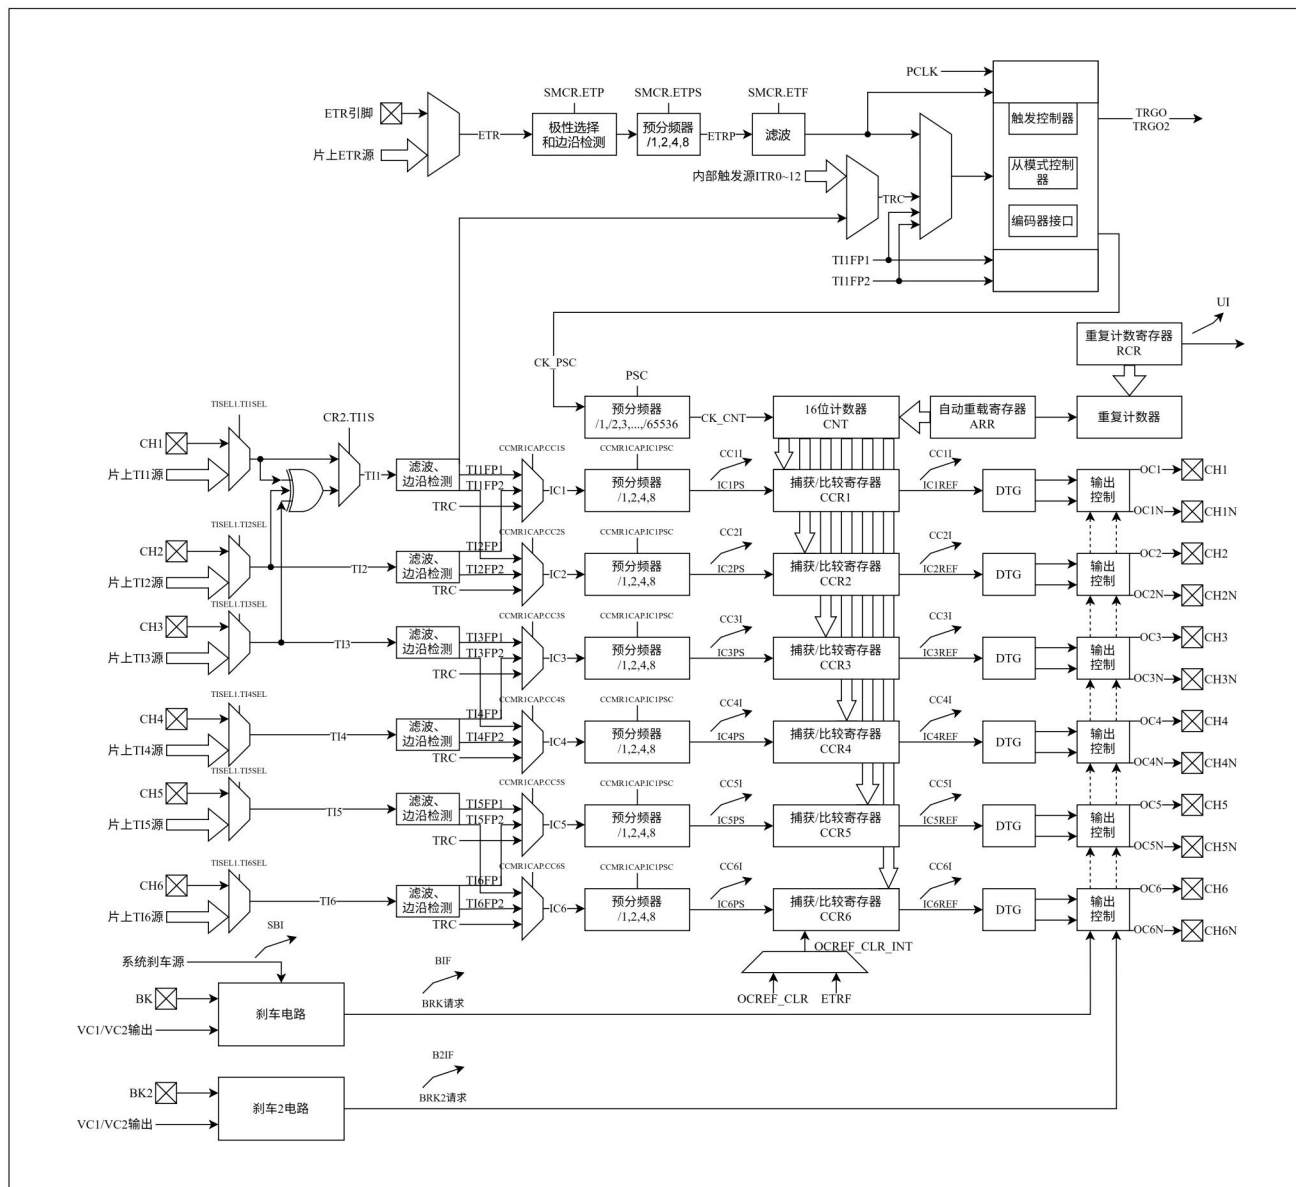 PCLK
SMCR.ETP
SMCR.ETPS
SMCR.ETF
ETR引脚
ETR
极性选择
和边沿检测
预分频器
/1,2,4,8
ETRP
滤波
触发控制器
TRGO
TRGO2
片上ETR源
内部触发源ITR0~12
TRC
从模式控制
器
编码器接口
TI1FP1
TI1FP2
UI
重复计数寄存器
RCR
CK_PSC
PSC
预分频器
/1,/2,3,...,/65536
CK_CNT
16位计数器
CNT
自动重载寄存器
ARR
重复计数器
TISEL1.TI1SEL
CR2.TI1S
CH1
片上TI1源
TI1
滤波、
边沿检测
TI1FP1
TI1FP2
TRC
CCMR1CAP.CC1S
IC1
CCMR1CAP.IC1PSC
预分频器
/1,2,4,8
CC1I
IC1PS
捕获/比较寄存器
CCR1
CC1I
IC1REF
DTG
输出
控制
OC1
CH1
OC1N
CH1N
TISEL1.TI2SEL
CH2
片上TI2源
TI2
滤波、
边沿检测
TI2FP1
TI2FP2
TRC
CCMR1CAP.CC2S
IC2
CCMR1CAP.IC1PSC
预分频器
/1,2,4,8
CC2I
IC2PS
捕获/比较寄存器
CCR2
CC2I
IC2REF
DTG
输出
控制
OC2
CH2
OC2N
CH2N
TISEL1.TI3SEL
CH3
片上TI3源
TI3
滤波、
边沿检测
TI3FP1
TI3FP2
TRC
CCMR1CAP.CC3S
IC3
CCMR1CAP.IC1PSC
预分频器
/1,2,4,8
CC3I
IC3PS
捕获/比较寄存器
CCR3
CC3I
IC3REF
DTG
输出
控制
OC3
CH3
OC3N
CH3N
TISEL1.TI4SEL
CH4
片上TI4源
TI4
滤波、
边沿检测
TI4FP1
TI4FP2
TRC
CCMR1CAP.CC4S
IC4
CCMR1CAP.IC1PSC
预分频器
/1,2,4,8
CC4I
IC4PS
捕获/比较寄存器
CCR4
CC4I
IC4REF
DTG
输出
控制
OC4
CH4
OC4N
CH4N
TISEL1.TI5SEL
CH5
片上TI5源
TI5
滤波、
边沿检测
TI5FP1
TI5FP2
TRC
CCMR1CAP.CC5S
IC5
CCMR1CAP.IC1PSC
预分频器
/1,2,4,8
CC5I
IC5PS
捕获/比较寄存器
CCR5
CC5I
IC5REF
DTG
输出
控制
OC5
CH5
OC5N
CH5N
TISEL1.TI6SEL
CH6
片上TI6源
TI6
滤波、
边沿检测
TI6FP1
TI6FP2
TRC
CCMR1CAP.CC6S
IC6
CCMR1CAP.IC1PSC
预分频器
/1,2,4,8
CC6I
IC6PS
捕获/比较寄存器
CCR6
CC6I
IC6REF
DTG
输出
控制
OC6
CH6
OC6N
CH6N
OCREF_CLR_INT
OCREF_CLR
ETRF
SBI
系统刹车源
BK
VC1/VC2输出
刹车电路
BIF
BRK请求
BK2
VC1/VC2输出
刹车2电路
B2IF
BRK2请求